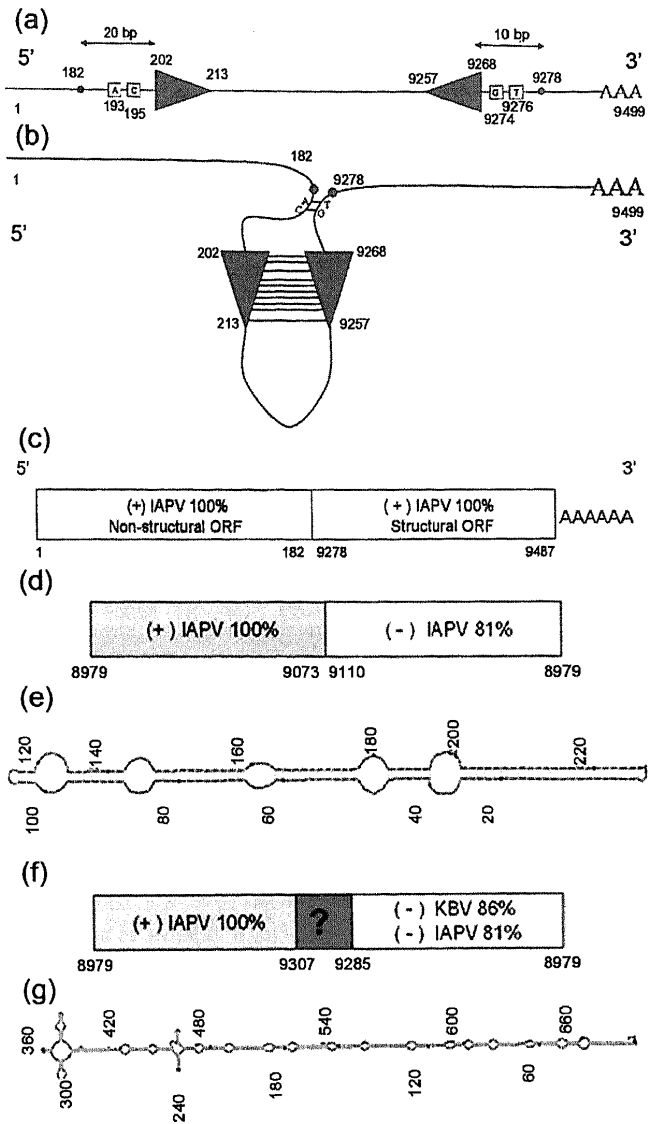 (a)
20 bp
10 bp
5'
202
9268
3'
182
213
9257
9278
A C
G T
AAA
1
193
195
9276
9274
9499
(b)
182
1
9278
AAA
9499
C A
G T
5'
3'
202
9268
213
9257
(c)
5'
3'
(+) IAPV 100%
Non-structural ORF
(+) IAPV 100%
Structural ORF
AAAAAA
1
182
9278
9487
(d)
(+) IAPV 100%
(-) IAPV 81%
8979
9073
9110
8979
(e)
120
140
160
180
200
220
100
80
60
40
20
(f)
(+) IAPV 100%
?
(-) KBV 86%
(-) IAPV 81%
8979
9307
9285
8979
(g)
360
420
480
540
600
660
300
240
180
120
60